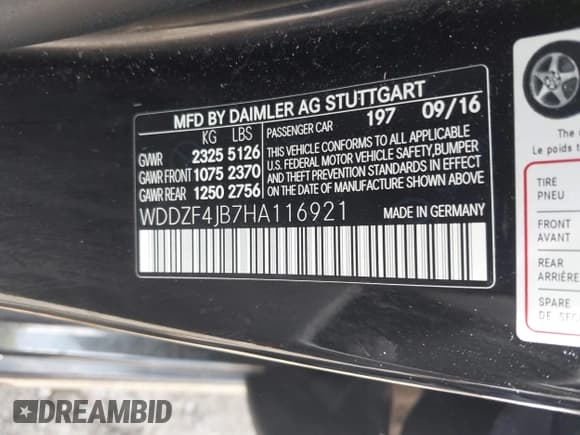 MFD BY DAIMLER AG STUTTGART
KG LBS
PASSENGER CAR 197 09/16
GVWR 2325 5126
GAWR FRONT 1075 2370
GAWR REAR 1250 2756
THIS VEHICLE CONFORMS TO ALL APPLICABLE
U.S. FEDERAL MOTOR VEHICLE SAFETY, BUMPER
AND THEFT PREVENTION STANDARDS IN EFFECT
ON THE DATE OF MANUFACTURE SHOWN ABOVE.
WDDZF4JB7HA116921
MADE IN GERMANY
The
Le poids
TIRE
PNEU
FRONT
AVANT
REAR
ARRIÈRE
SPARE
DE
DREAMBID